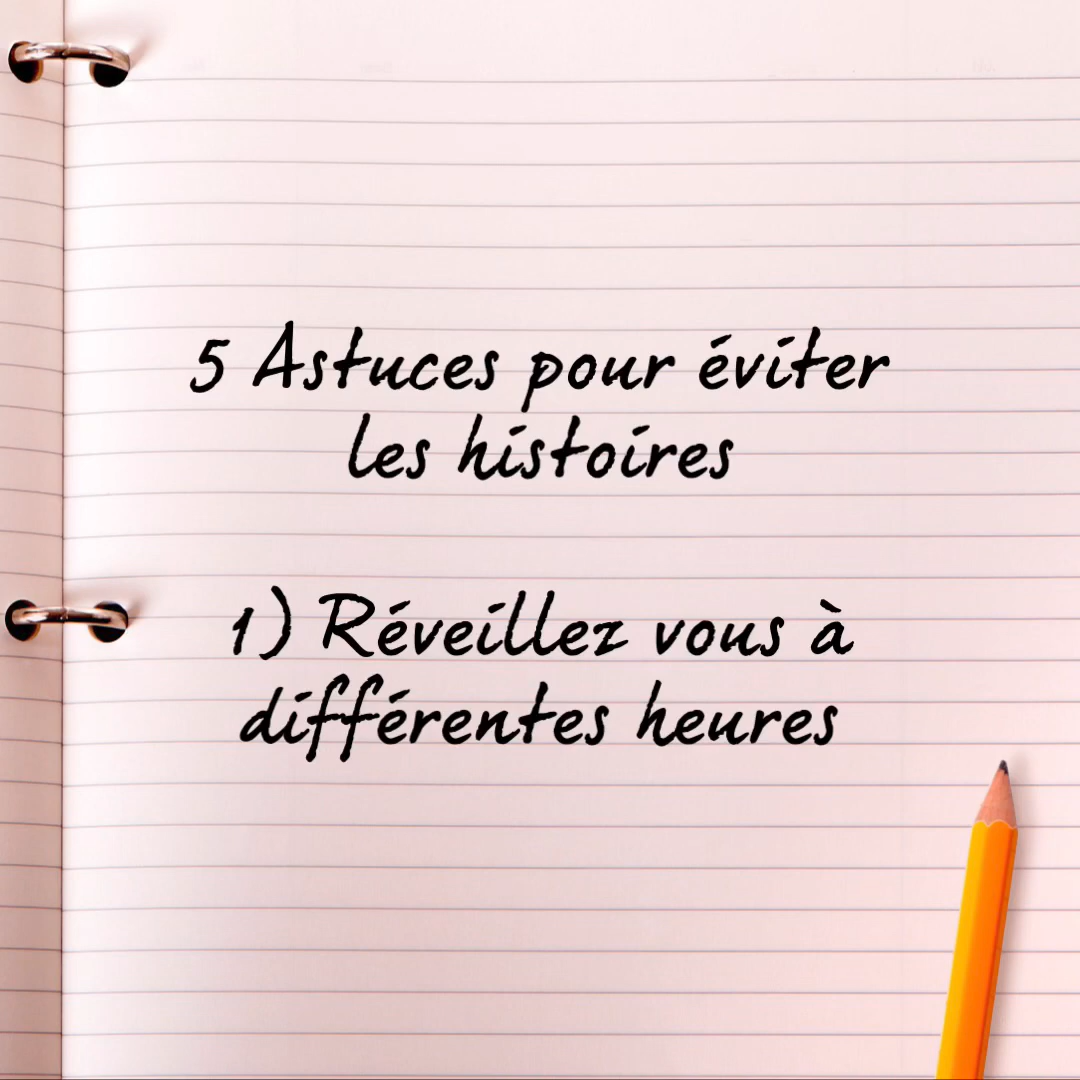 5 Astuces pour éviter
les histoires
1) Réveillez vous à
différentes heures